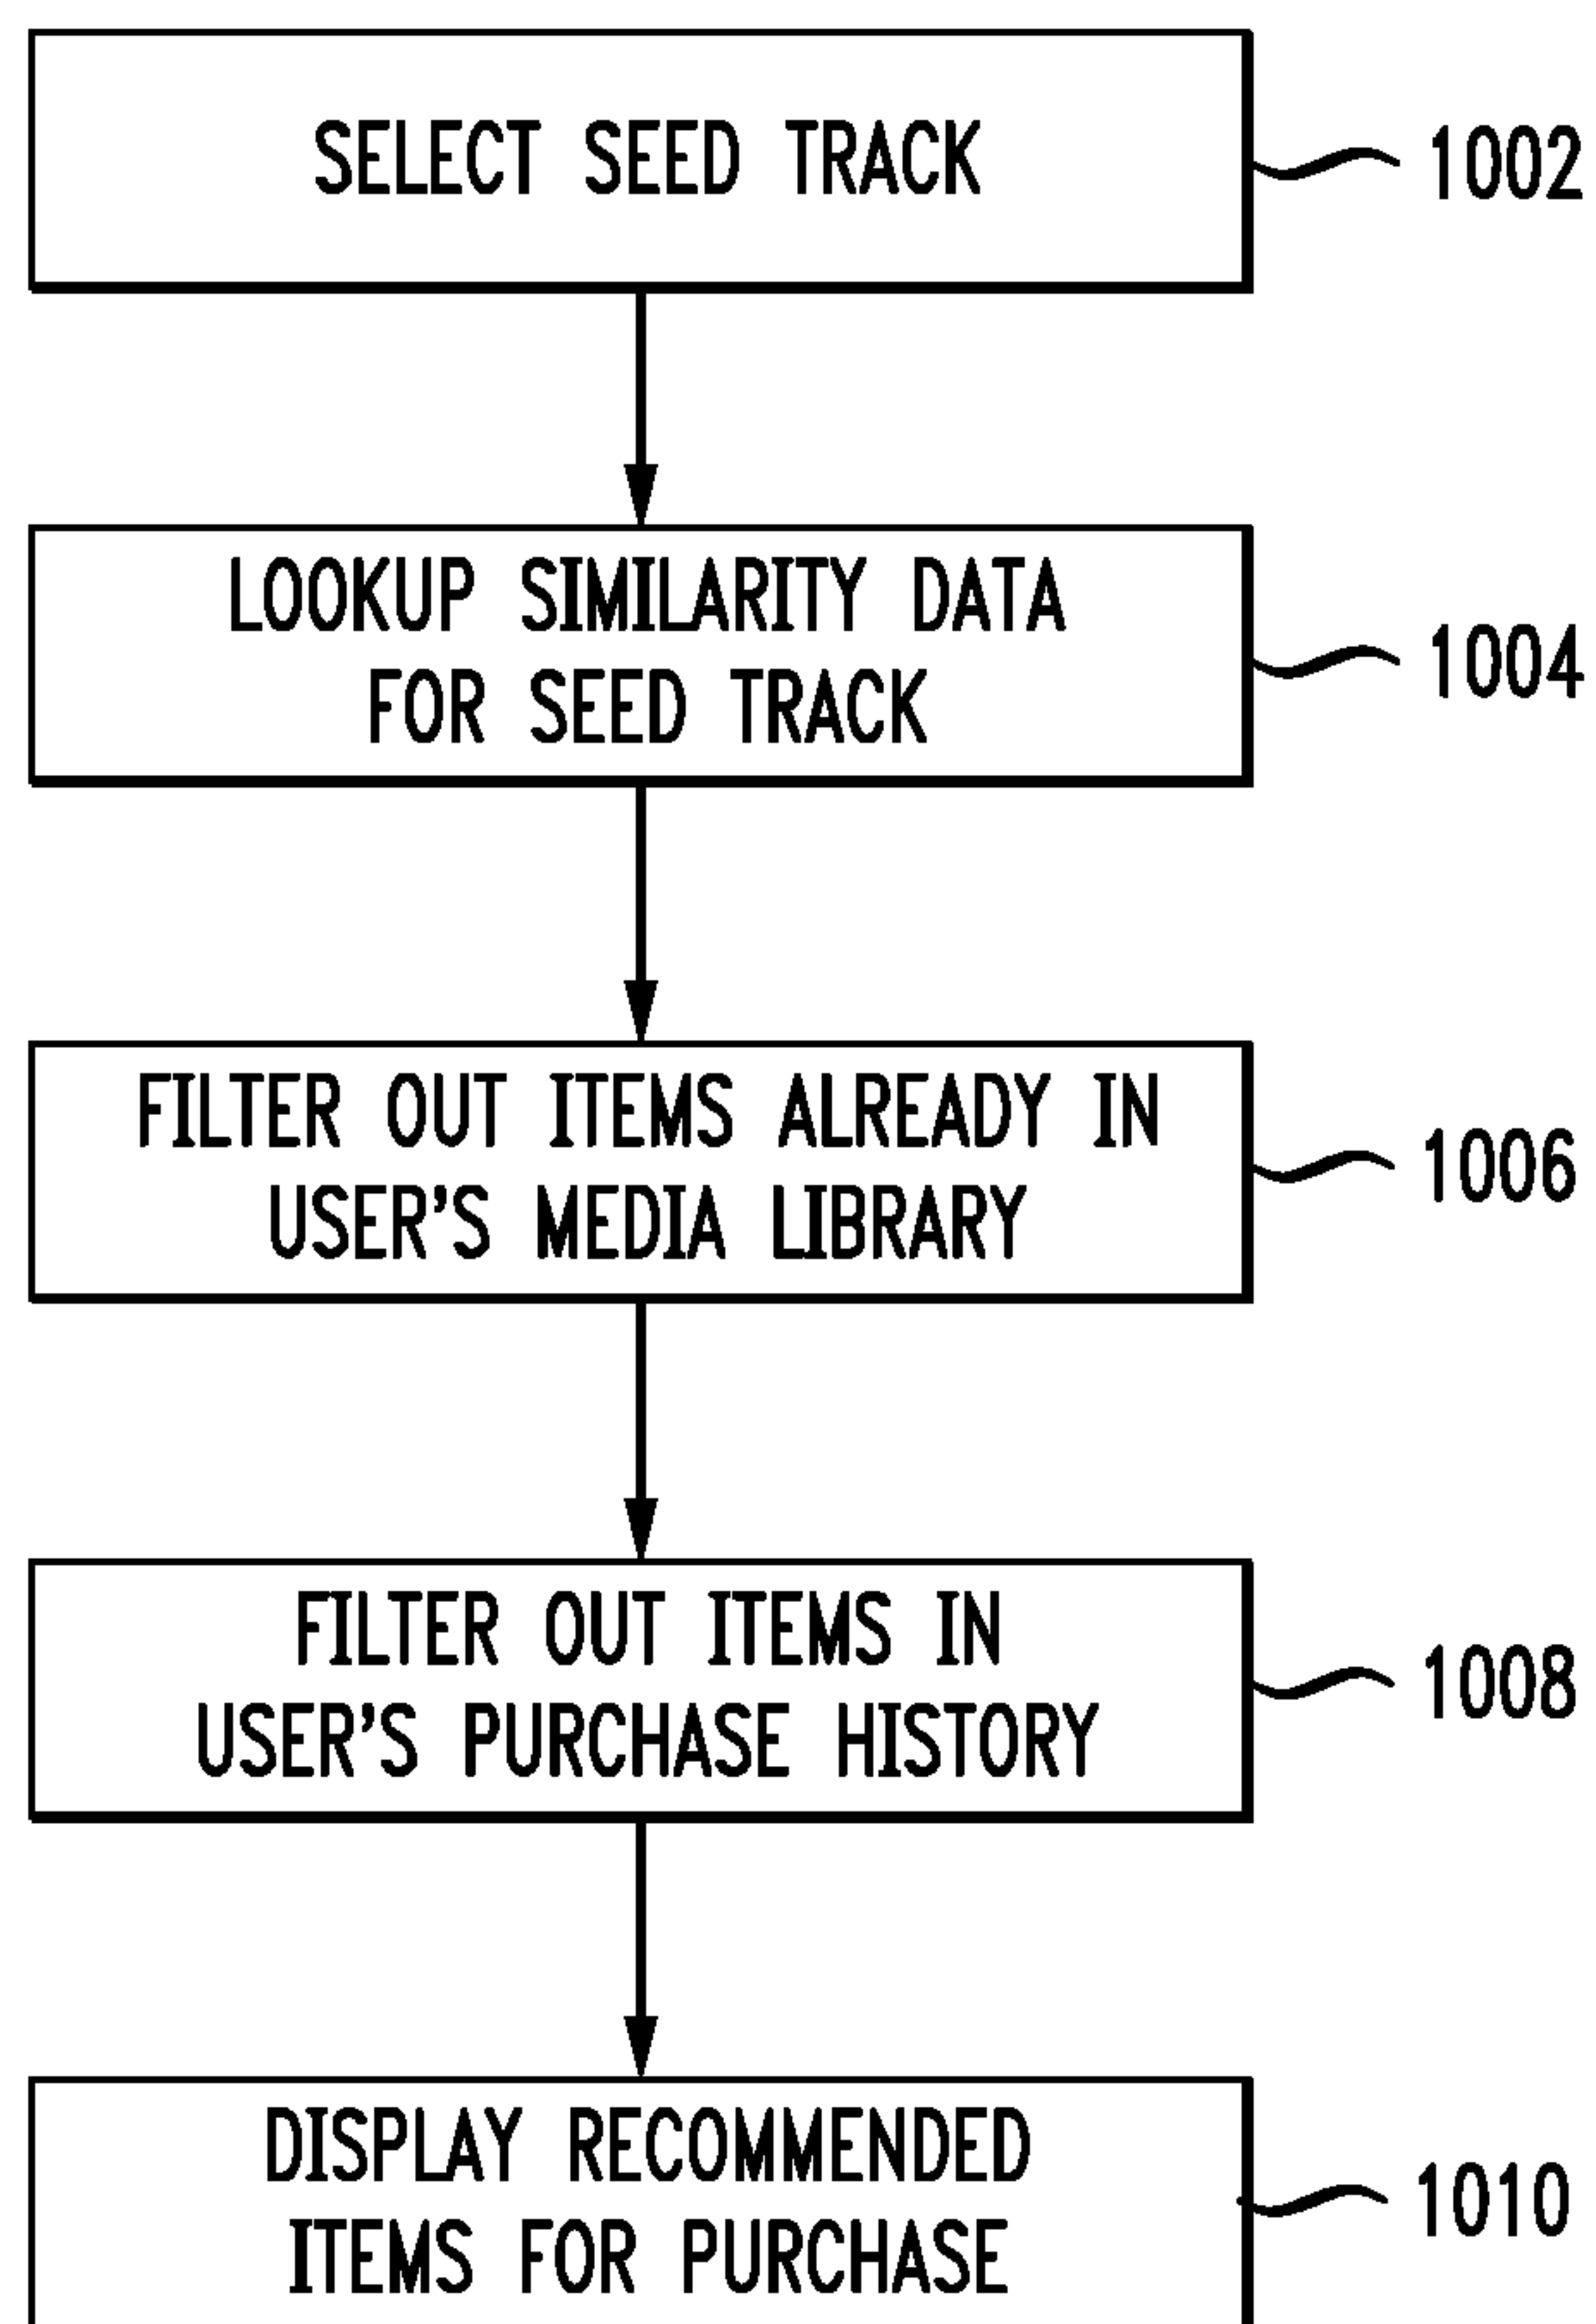 SELECT SEED TRACK
1002
LOOKUP SIMILARITY DATA
FOR SEED TRACK
1004
FILTER OUT ITEMS ALREADY IN
USER'S MEDIA LIBRARY
1006
FILTER OUT ITEMS IN
USER'S PURCHASE HISTORY
1008
DISPLAY RECOMMENDED
ITEMS FOR PURCHASE
1010